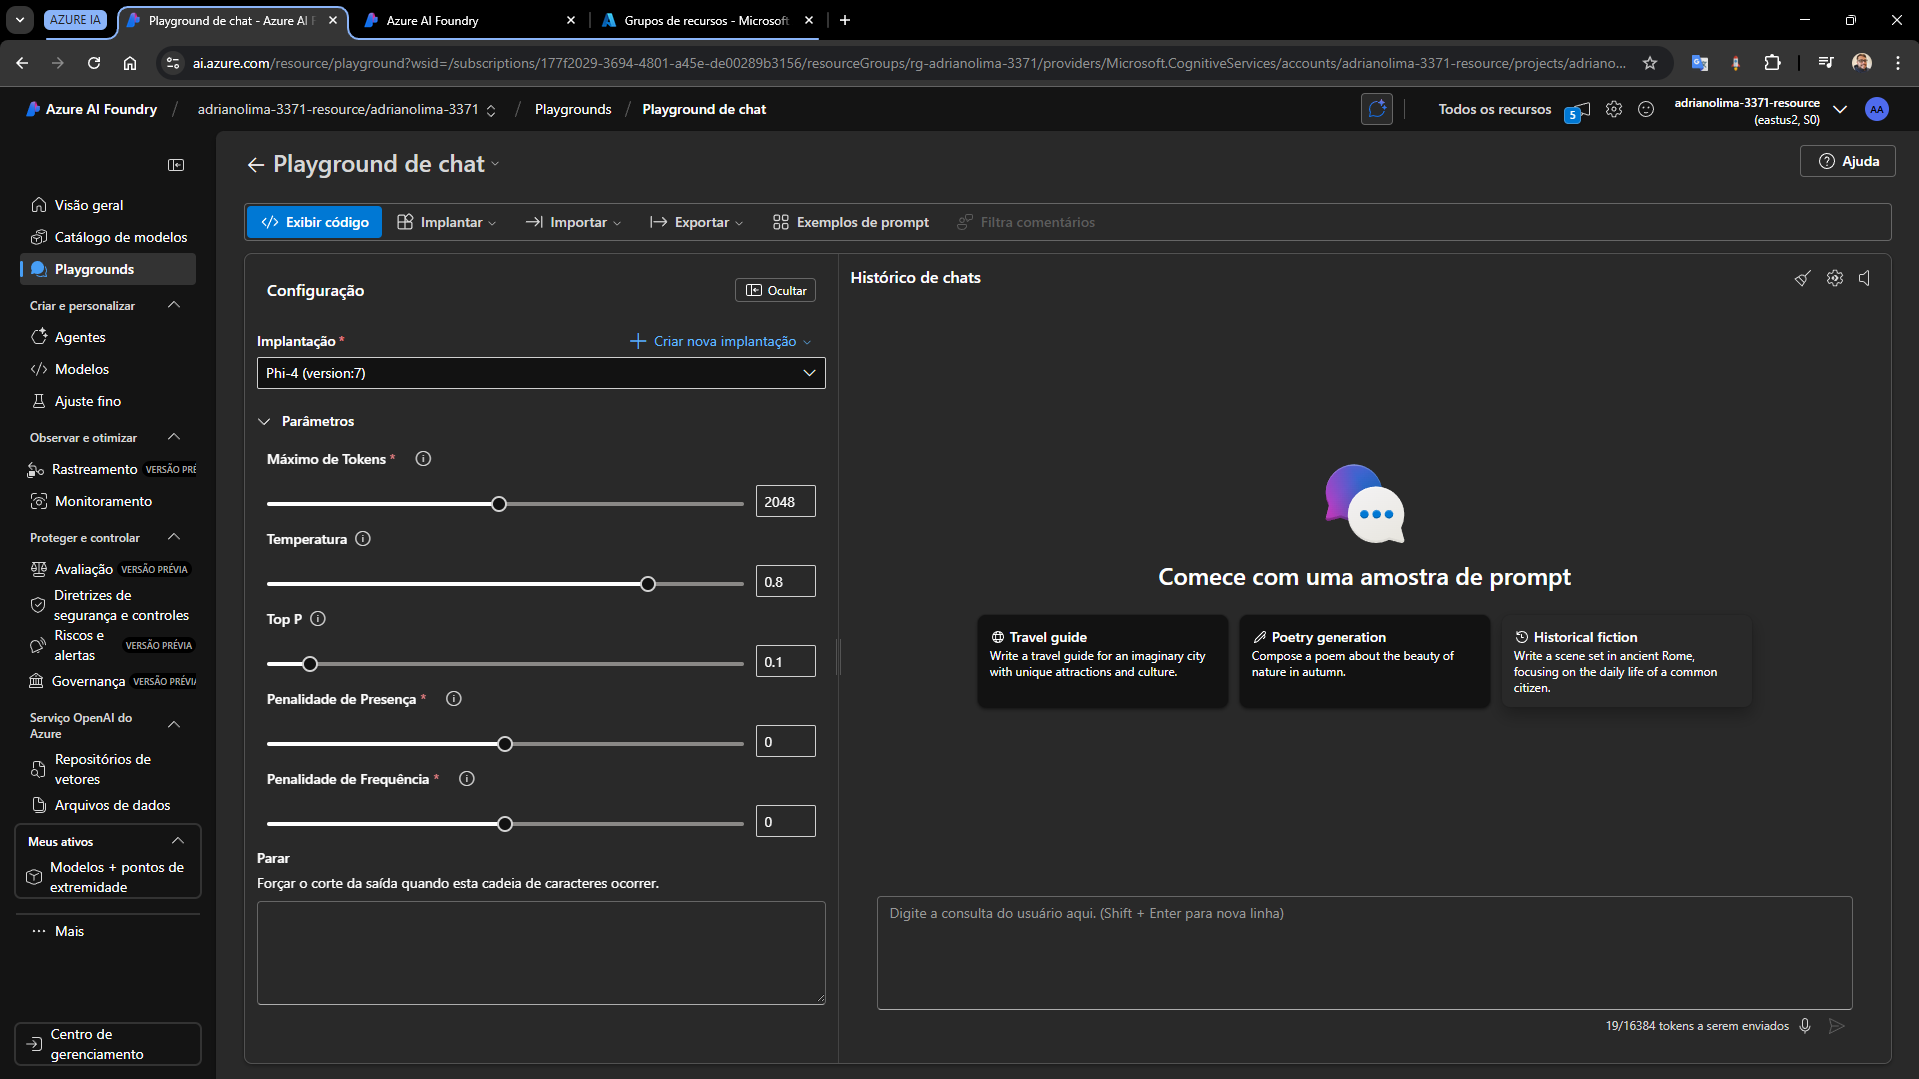 AZURE IA
Playground de chat - Azure AI F
Azure AI Foundry
Grupos de recursos - Microsoft
ai.azure.com/resource/playground?wsid=/subscriptions/177f2029-3694-4801-a45e-de00289b3156/resourceGroups/rg-adrianolima-3371/providers/Microsoft.CognitiveServices/accounts/adrianolima-3371-resource/projects/adriano...
Azure AI Foundry / adrianolima-3371-resource/adrianolima-3371 / Playgrounds / Playground de chat
Todos os recursos
5
adrianolima-3371-resource
(eastus2, S0)
AA
Playground de chat
Ajuda
Visão geral
Catálogo de modelos
Playgrounds
Criar e personalizar
Agentes
Modelos
Ajuste fino
Observar e otimizar
Rastreamento VERSÃO PRÉ
Monitoramento
Proteger e controlar
Avaliação VERSÃO PRÉVIA
Diretrizes de
segurança e controles
Riscos e
alertas VERSÃO PRÉVIA
Governança VERSÃO PRÉVIA
Serviço OpenAI do
Azure
Repositórios de
vetores
Arquivos de dados
Meus ativos
Modelos + pontos de
extremidade
Mais
Centro de
gerenciamento
Exibir código
Implantar
Importar
Exportar
Exemplos de prompt
Filtra comentários
Configuração
Ocultar
Implantação *
Criar nova implantação
Phi-4 (version:7)
Parâmetros
Máximo de Tokens *
2048
Temperatura
0.8
Top P
0.1
Penalidade de Presença *
0
Penalidade de Frequência *
0
Parar
Forçar o corte da saída quando esta cadeia de caracteres ocorrer.
Histórico de chats
Comece com uma amostra de prompt
Travel guide
Write a travel guide for an imaginary city
with unique attractions and culture.
Poetry generation
Compose a poem about the beauty of
nature in autumn.
Historical fiction
Write a scene set in ancient Rome,
focusing on the daily life of a common
citizen.
Digite a consulta do usuário aqui. (Shift + Enter para nova linha)
19/16384 tokens a serem enviados